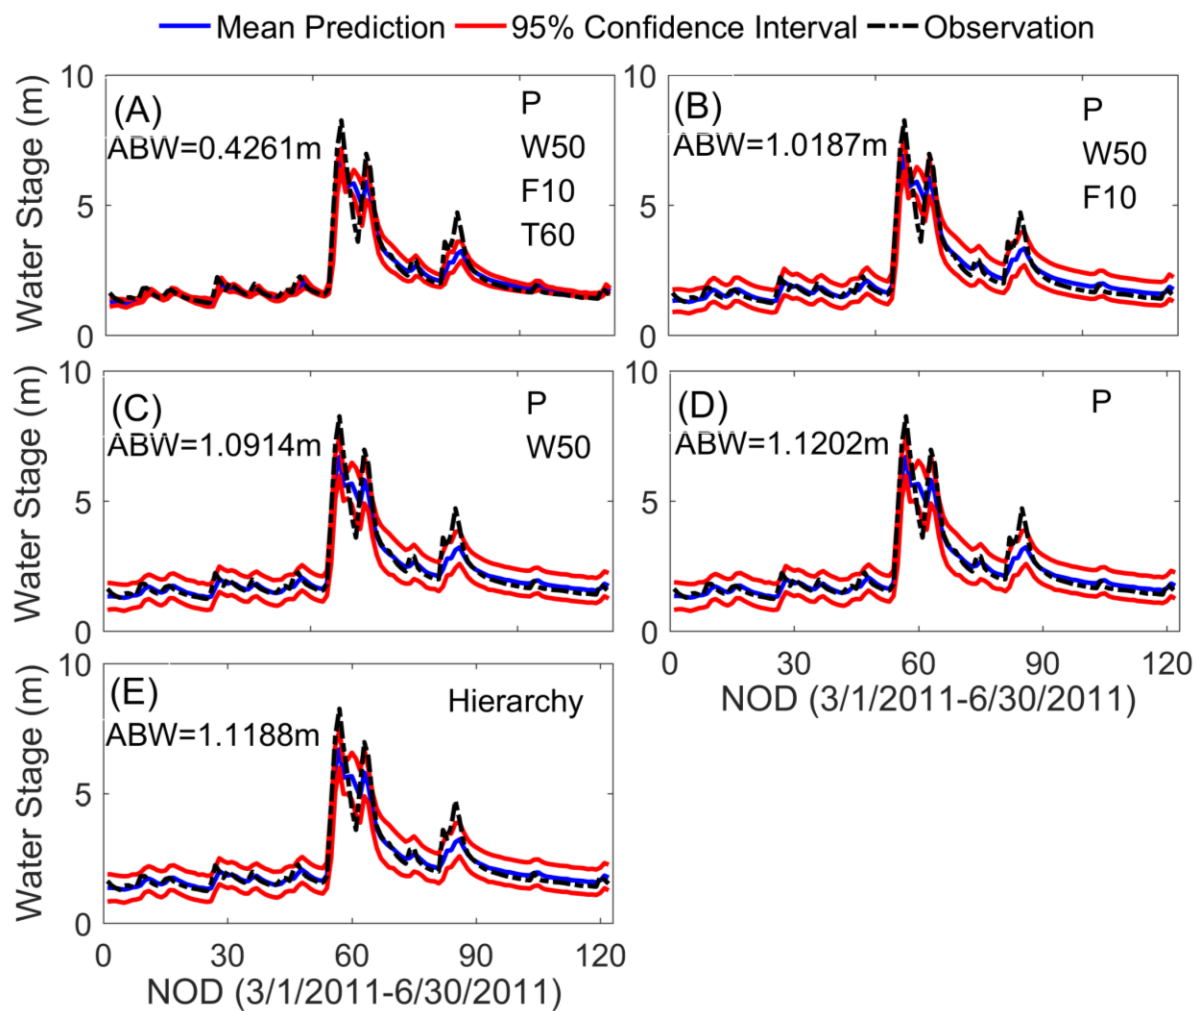 Mean Prediction 95% Confidence Interval Observation
Water Stage (m)
10
5
0
(A)
ABW=0.4261m
P
W50
F10
T60
10
5
0
(B)
ABW=1.0187m
P
W50
F10
Water Stage (m)
10
5
0
(C)
ABW=1.0914m
P
W50
10
5
0
(D)
ABW=1.1202m
P
0 30 60 90 120
NOD (3/1/2011-6/30/2011)
Water Stage (m)
10
5
0
(E)
ABW=1.1188m
Hierarchy
0 30 60 90 120
NOD (3/1/2011-6/30/2011)